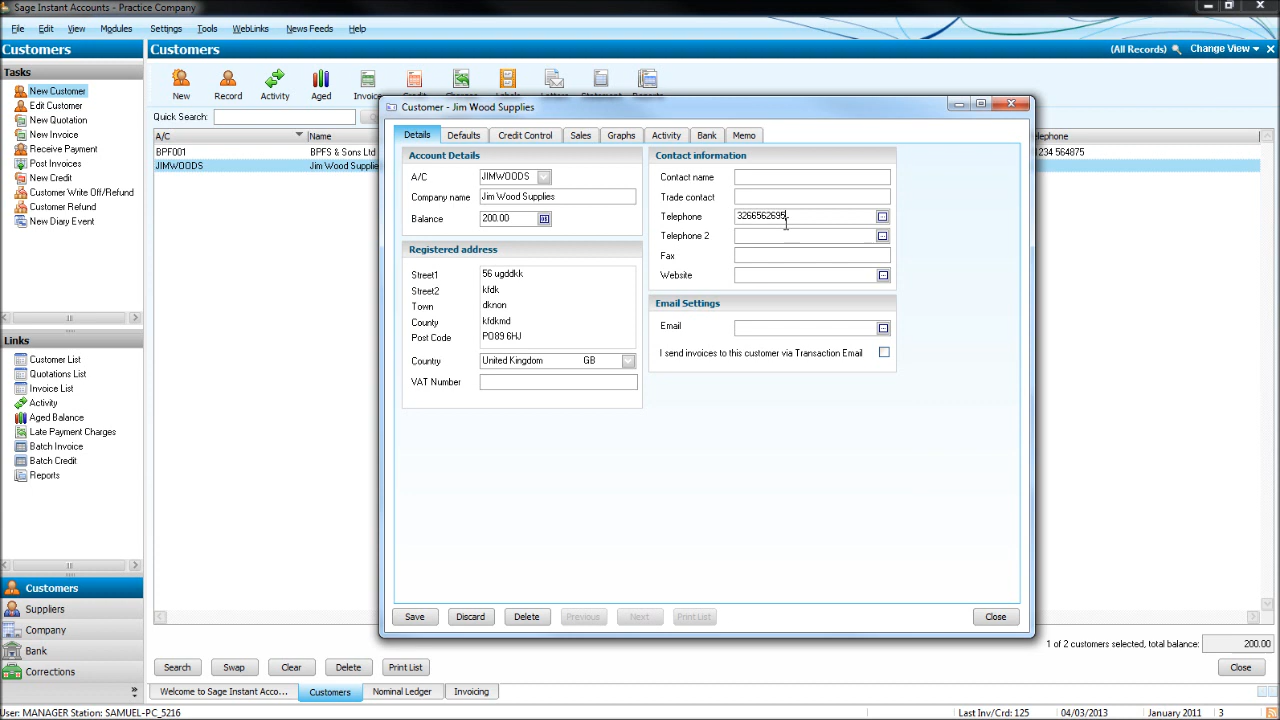 Sage Instant Accounts - Practice Company
File Edit View Modules Settings Tools WebLinks News Feeds Help
Customers
Customers
(All Records) Change View
Tasks
New Customer
Edit Customer
New Quotation
New Invoice
Receive Payment
Post Invoices
New Credit
Customer Write Off/Refund
Customer Refund
New Diary Event
New Record Activity Aged
Quick Search:
A/C Name
BPF001 BPFS & Sons Ltd
JIMWOODS Jim Wood Supplie
Customer - Jim Wood Supplies
Details Defaults Credit Control Sales Graphs Activity Bank Memo
Account Details
A/C JIMWOODS
Company name Jim Wood Supplies
Balance 200.00
Registered address
Street1 56 ugddkk
Street2 kfdk
Town dknon
County kfdkmd
Post Code PO89 6HJ
Country United Kingdom GB
VAT Number
Contact information
Contact name
Trade contact
Telephone 3266562695
Telephone 2
Fax
Website
Email Settings
Email
I send invoices to this customer via Transaction Email
Save Discard Delete Previous Next Print List Close
elephone
234 564875
Links
Customer List
Quotations List
Invoice List
Activity
Aged Balance
Late Payment Charges
Batch Invoice
Batch Credit
Reports
Customers
Suppliers
Company
Bank
Corrections
1 of 2 customers selected, total balance: 200.00
Search Swap Clear Delete Print List Close
Welcome to Sage Instant Acco... Customers Nominal Ledger Invoicing
User: MANAGER Station: SAMUEL-PC_5216
Last Inv/Crd: 125 04/03/2013 January 2011 3